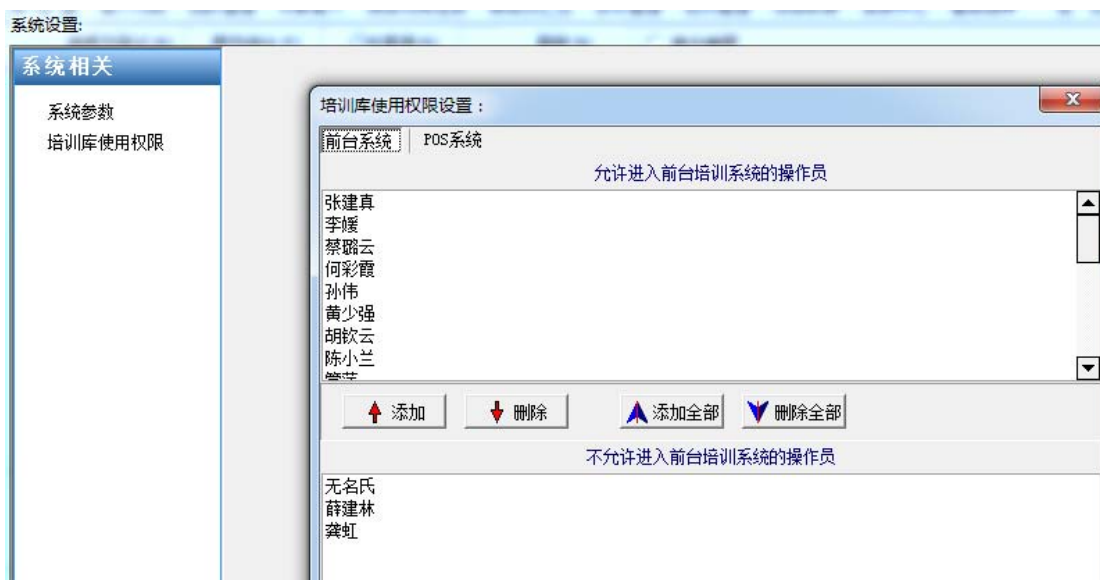 系统设置:
系统相关
系统参数
培训库使用权限
培训库使用权限设置：
前台系统 POS系统
允许进入前台培训系统的操作员
张建真
李媛
蔡璐云
何彩霞
孙伟
黄少强
胡钦云
陈小兰
添加 删除 添加全部 删除全部
不允许进入前台培训系统的操作员
无名氏
薛建林
龚虹